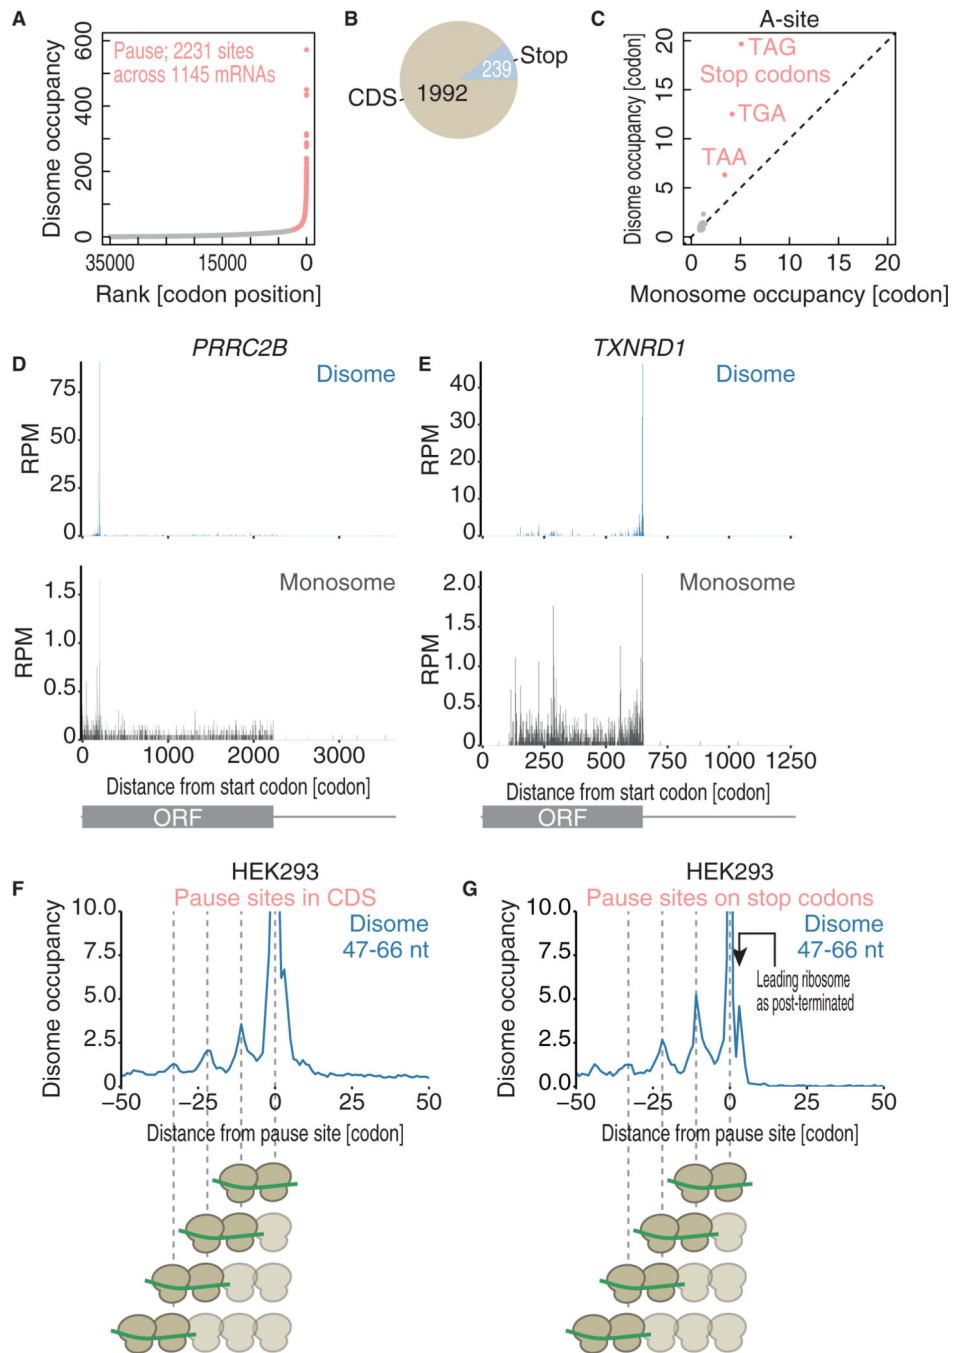 A
Disome occupancy
600
400
200
0
Pause; 2231 sites
across 1145 mRNAs
35000
15000
0
Rank [codon position]
B
Stop
239
CDS
1992
C
A-site
Disome occupancy [codon]
20
15
10
5
0
TAG
Stop codons
TGA
TAA
0
5
10
15
20
Monosome occupancy [codon]
D
PRRC2B
Disome
RPM
75
50
25
0
Monosome
RPM
1.5
1.0
0.5
0
0
1000
2000
3000
Distance from start codon [codon]
ORF
E
TXNRD1
Disome
RPM
40
30
20
10
0
Monosome
RPM
2.0
1.5
1.0
0.5
0
0
250
500
750
1000
1250
Distance from start codon [codon]
ORF
F
HEK293
Pause sites in CDS
Disome
47-66 nt
Disome occupancy
10.0
7.5
5.0
2.5
0.0
−50
−25
0
25
50
Distance from pause site [codon]
G
HEK293
Pause sites on stop codons
Disome
47-66 nt
Leading ribosome
as post-terminated
Disome occupancy
10.0
7.5
5.0
2.5
0.0
−50
−25
0
25
50
Distance from pause site [codon]